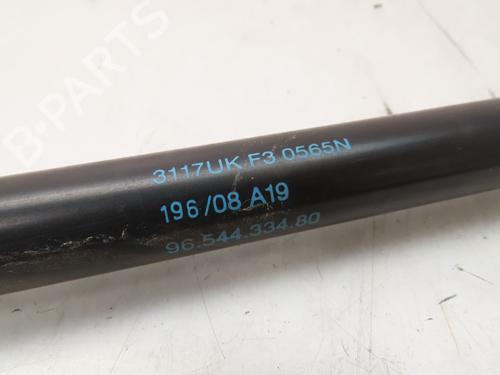 B-PARTS
3117UK F3 0565N
196/08 A19
96.544.334.80